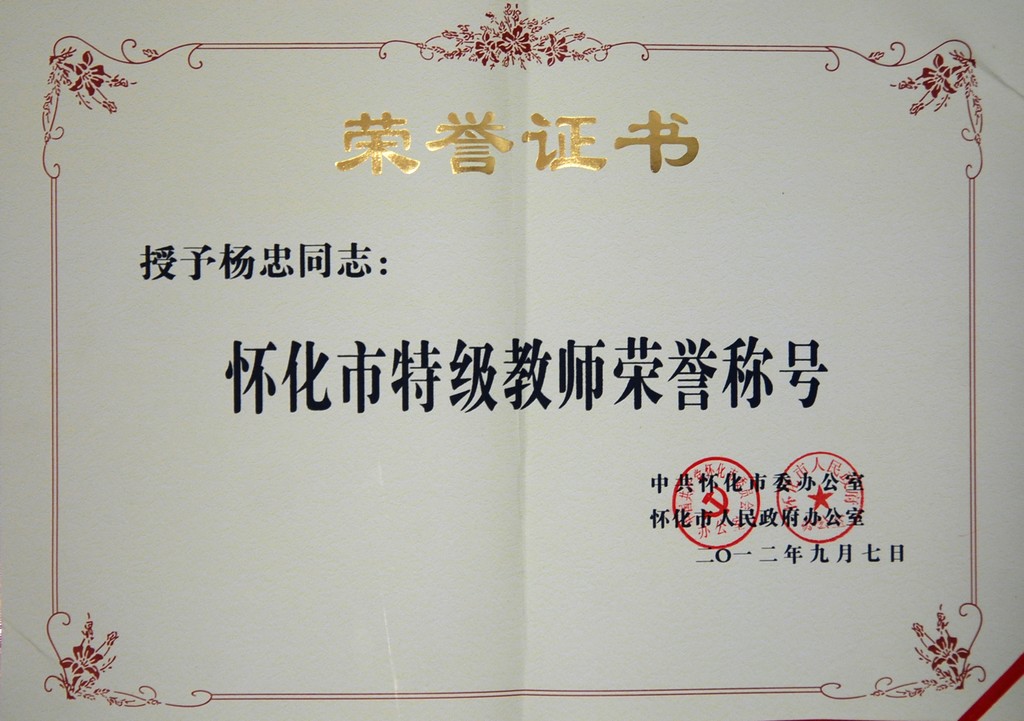 荣誉证书
授予杨忠同志：
怀化市特级教师荣誉称号
中共怀化市委办公室
怀化市人民政府办公室
二〇一二年九月七日